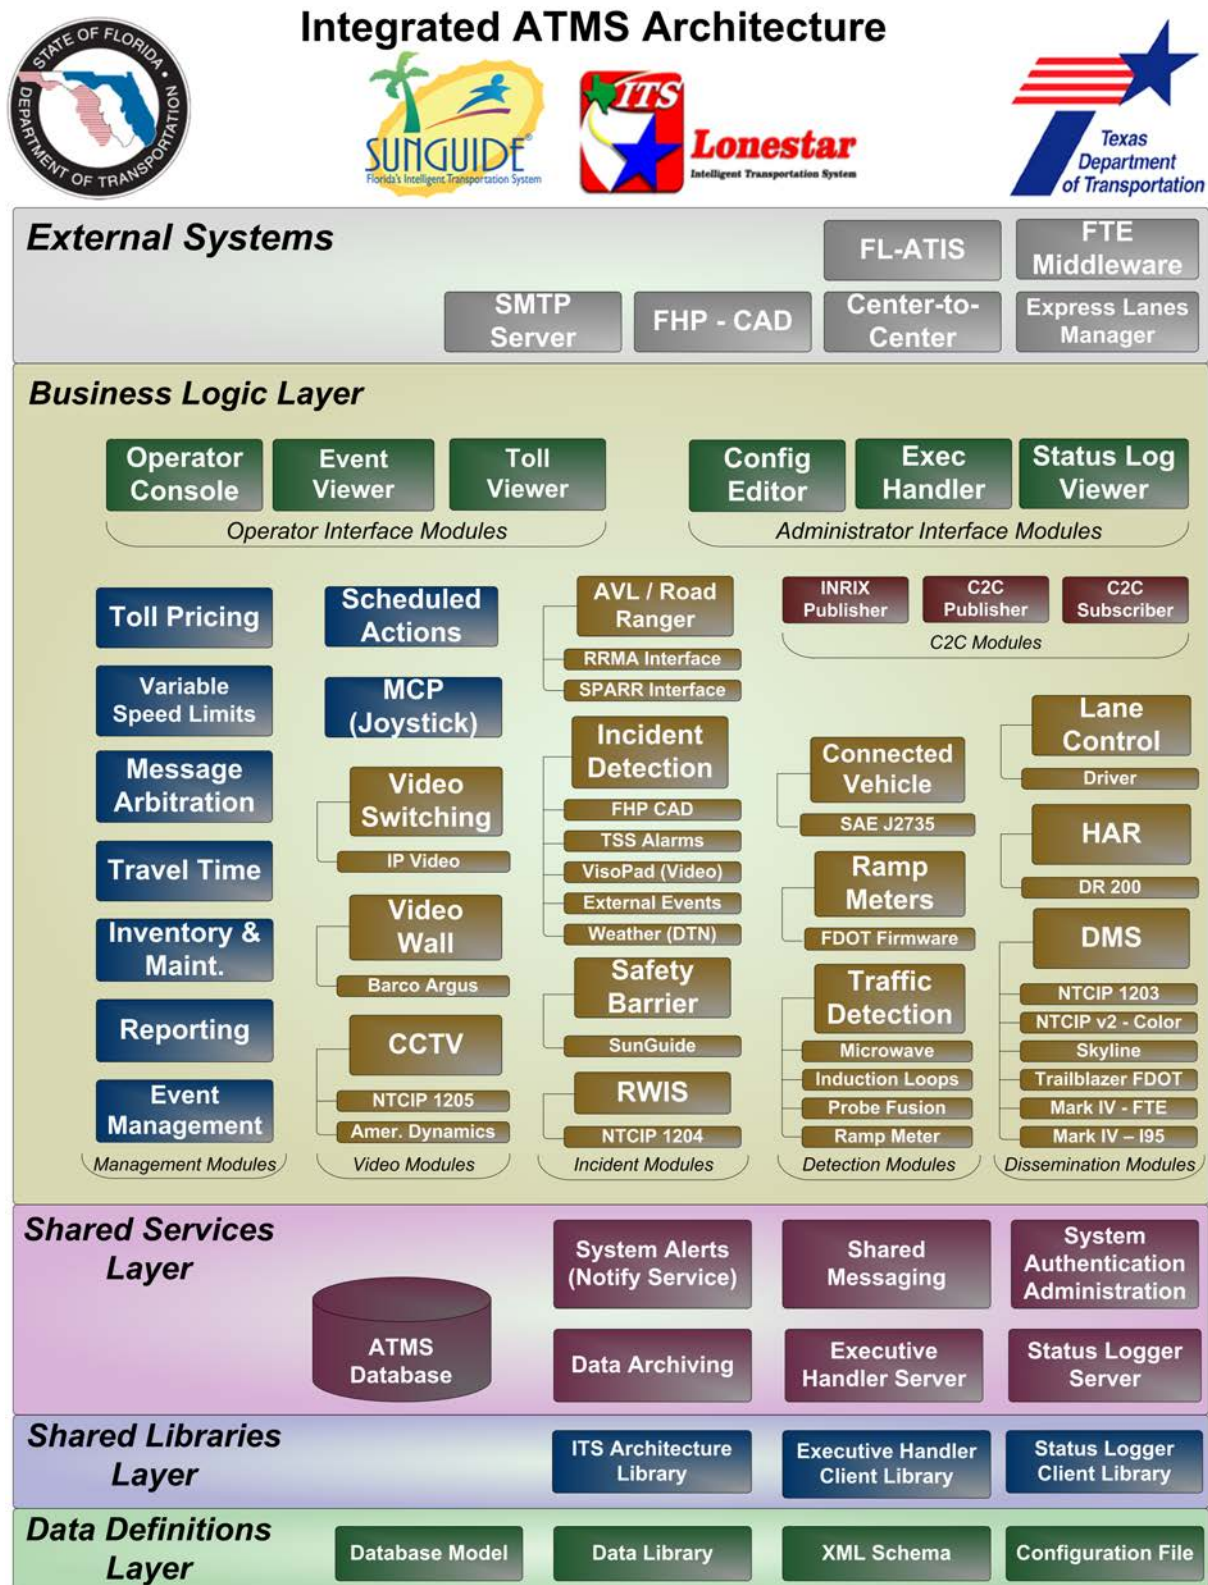 Integrated ATMS Architecture
STATE OF FLORIDA
DEPARTMENT OF TRANSPORTATION
SUNGUIDE®
Florida's Intelligent Transportation System
ITS
Lonestar
Intelligent Transportation System
Texas
Department
of Transportation
External Systems
FL-ATIS
FTE
Middleware
SMTP
Server
FHP - CAD
Center-to-
Center
Express Lanes
Manager
Business Logic Layer
Operator
Console
Event
Viewer
Toll
Viewer
Operator Interface Modules
Config
Editor
Exec
Handler
Status Log
Viewer
Administrator Interface Modules
Toll Pricing
Variable
Speed Limits
Message
Arbitration
Travel Time
Inventory &
Maint.
Reporting
Event
Management
Management Modules
Scheduled
Actions
MCP
(Joystick)
Video
Switching
IP Video
Video
Wall
Barco Argus
CCTV
NTCIP 1205
Amer. Dynamics
Video Modules
AVL / Road
Ranger
RRMA Interface
SPARR Interface
Incident
Detection
FHP CAD
TSS Alarms
VisoPad (Video)
External Events
Weather (DTN)
Safety
Barrier
SunGuide
RWIS
NTCIP 1204
Incident Modules
INRIX
Publisher
C2C
Publisher
C2C
Subscriber
C2C Modules
Connected
Vehicle
SAE J2735
Ramp
Meters
FDOT Firmware
Traffic
Detection
Microwave
Induction Loops
Probe Fusion
Ramp Meter
Detection Modules
Lane
Control
Driver
HAR
DR 200
DMS
NTCIP 1203
NTCIP v2 - Color
Skyline
Trailblazer FDOT
Mark IV - FTE
Mark IV – I95
Dissemination Modules
Shared Services
Layer
ATMS
Database
System Alerts
(Notify Service)
Shared
Messaging
System
Authentication
Administration
Data Archiving
Executive
Handler Server
Status Logger
Server
Shared Libraries
Layer
ITS Architecture
Library
Executive Handler
Client Library
Status Logger
Client Library
Data Definitions
Layer
Database Model
Data Library
XML Schema
Configuration File